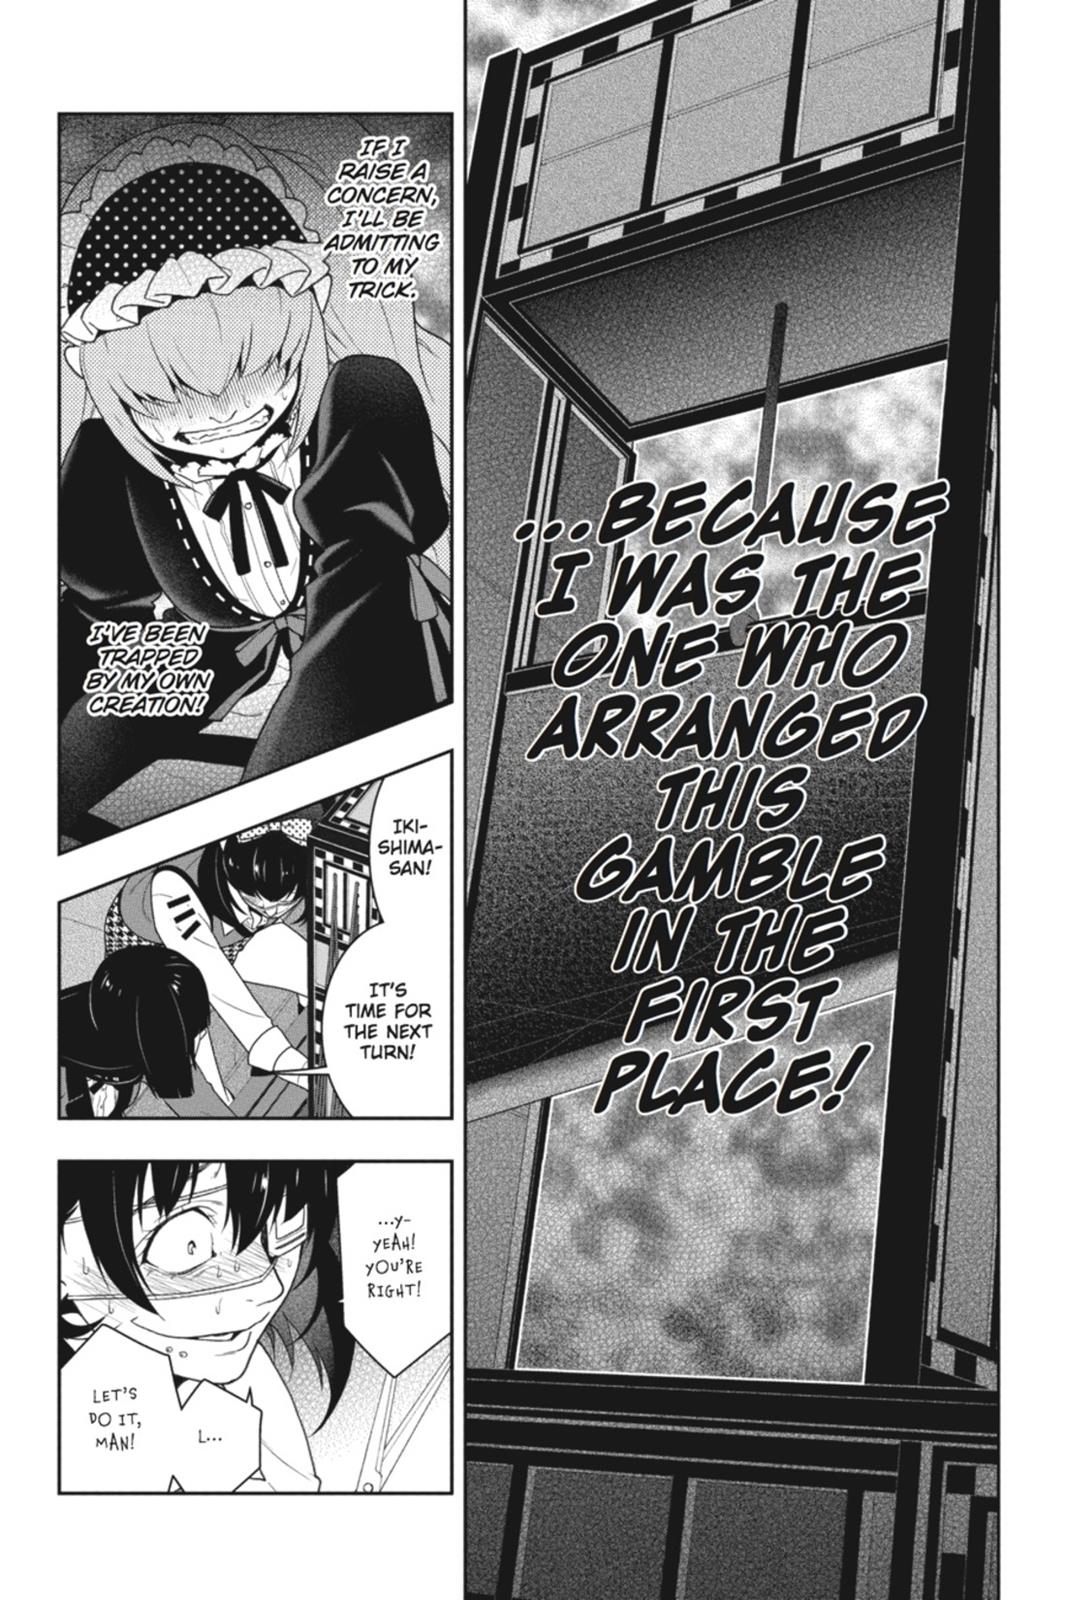 ...BECAUSE
I WAS THE
ONE WHO
ARRANGED
THIS
GAMBLE
IN THE
FIRST
PLACE!
IF I
RAISE A
CONCERN,
I'LL BE
ADMITTING
TO MY
TRICK.
I'VE BEEN
TRAPPED
BY MY OWN
CREATION!
IKI-
SHIMA-
SAN!
IT'S
TIME FOR
THE NEXT
TURN!
...Y-
YEAH!
YOU'RE
RIGHT!
L...
LET'S
DO IT,
MAN!